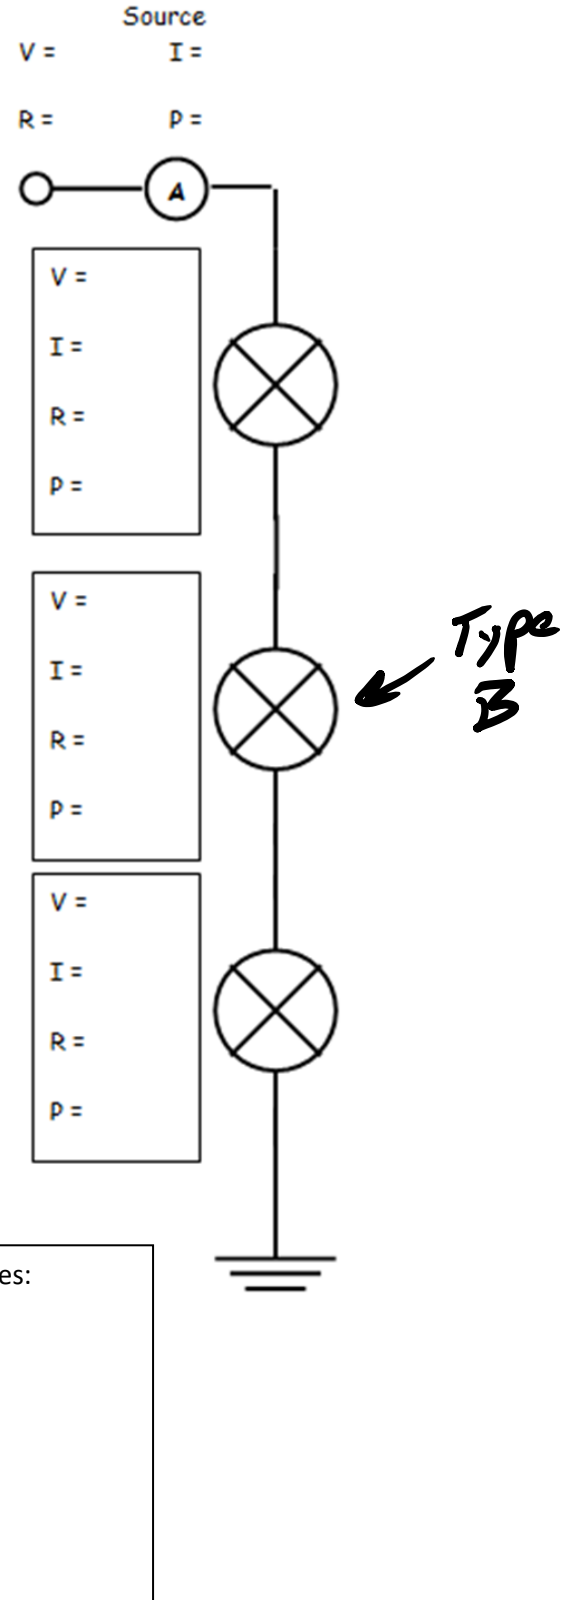 Source
V = I =
R = P =
A
V =
I =
R =
P =
V =
I =
R =
P =
Type
B
V =
I =
R =
P =
es: